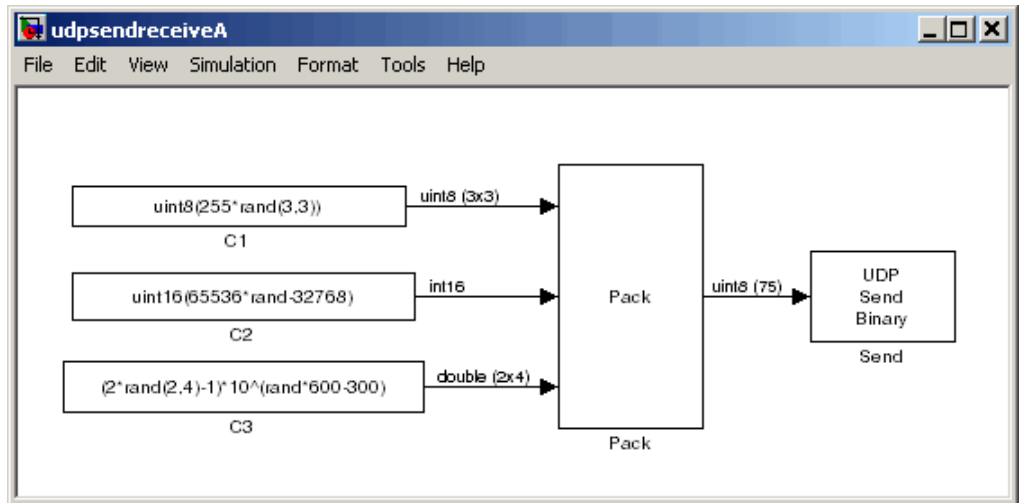 udpsendreceiveA
File Edit View Simulation Format Tools Help
uint8(255*rand(3,3))
uint8 (3x3)
C1
uint16(65536*rand-32768)
int16
C2
(2*rand(2,4)-1)*10^(rand*600-300)
double (2x4)
C3
Pack
Pack
uint8 (75)
UDP
Send
Binary
Send